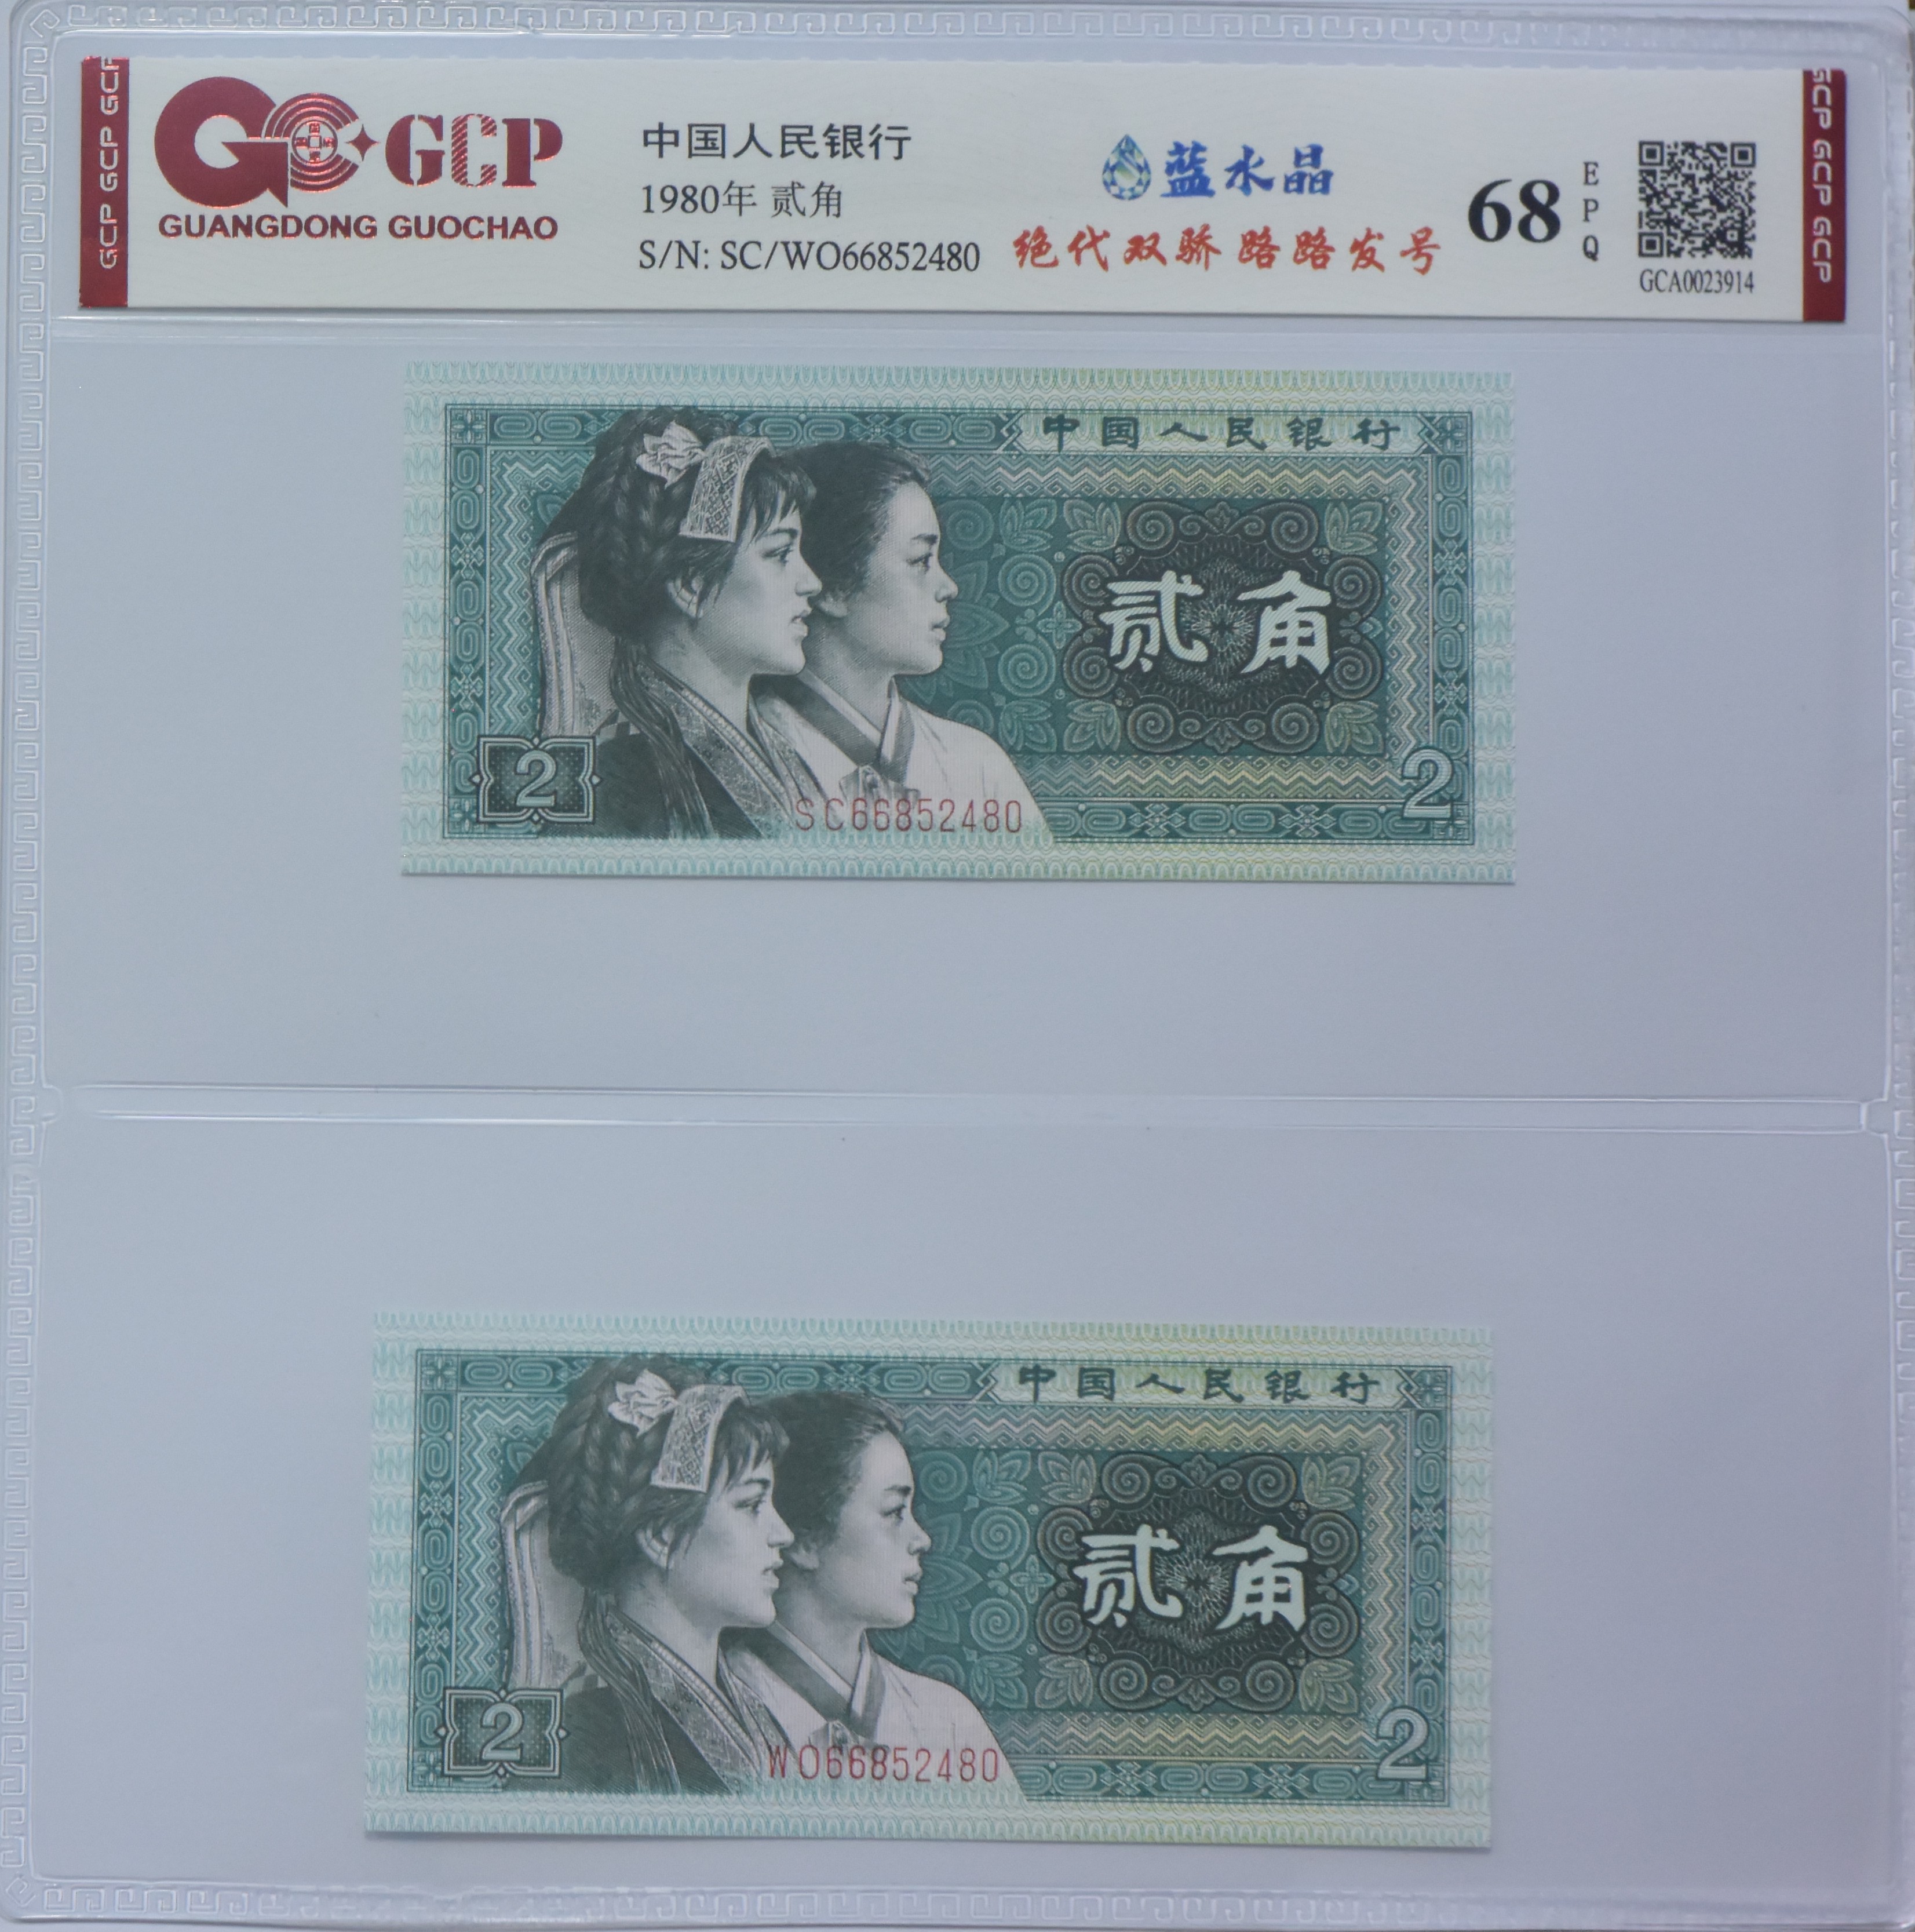 GCP GCP GCP
GCP
GUANGDONG GUOCHAO
中国人民银行
1980年 贰角
S/N: SC/WO66852480
蓝水晶
绝代双骄 路路发号
68
EPQ
GCA0023914
GCP GCP GCP GCP
中国人民银行
贰角
2
2
SC66852480
中国人民银行
贰角
2
2
WO66852480